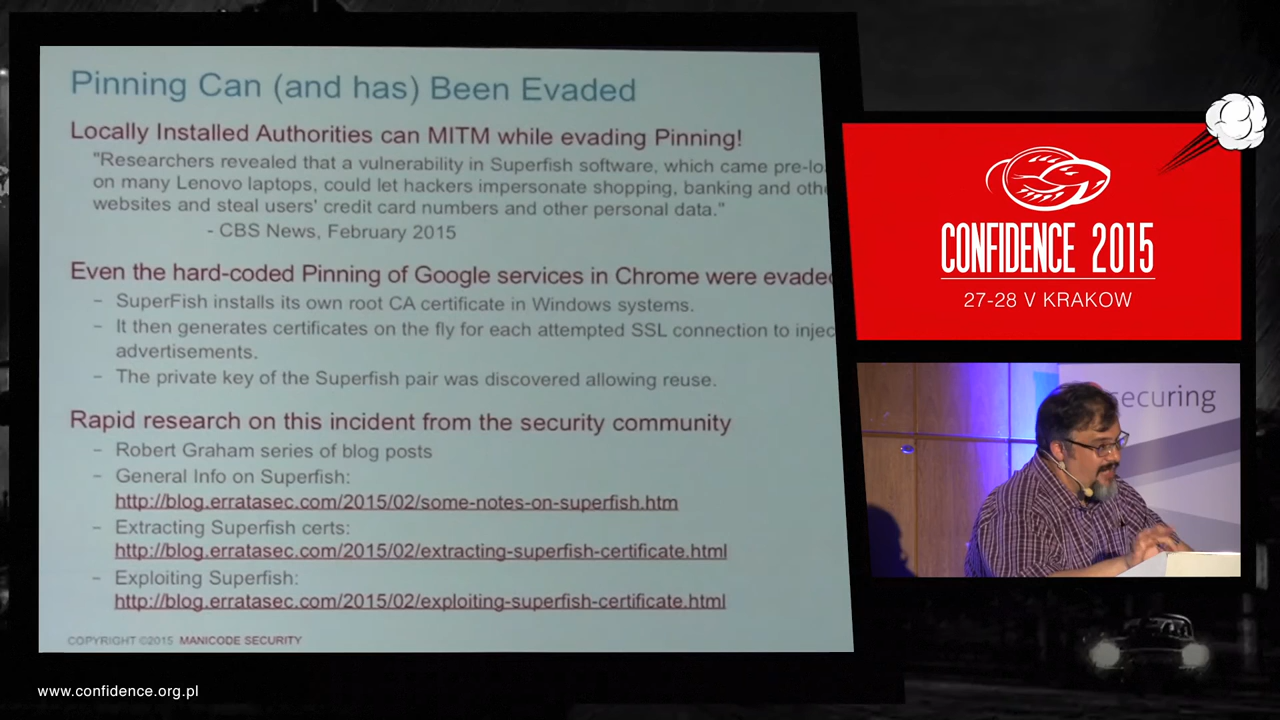 Pinning Can (and has) Been Evaded
Locally Installed Authorities can MITM while evading Pinning!
"Researchers revealed that a vulnerability in Superfish software, which came pre-lo
on many Lenovo laptops, could let hackers impersonate shopping, banking and othe
websites and steal users' credit card numbers and other personal data."
- CBS News, February 2015
Even the hard-coded Pinning of Google services in Chrome were evaded
– SuperFish installs its own root CA certificate in Windows systems.
– It then generates certificates on the fly for each attempted SSL connection to injec
advertisements.
– The private key of the Superfish pair was discovered allowing reuse.
Rapid research on this incident from the security community
– Robert Graham series of blog posts
– General Info on Superfish:
http://blog.erratasec.com/2015/02/some-notes-on-superfish.htm
– Extracting Superfish certs:
http://blog.erratasec.com/2015/02/extracting-superfish-certificate.html
– Exploiting Superfish:
http://blog.erratasec.com/2015/02/exploiting-superfish-certificate.html
COPYRIGHT ©2015 MANICODE SECURITY
CONFIDENCE 2015
27-28 V KRAKOW
securing
www.confidence.org.pl